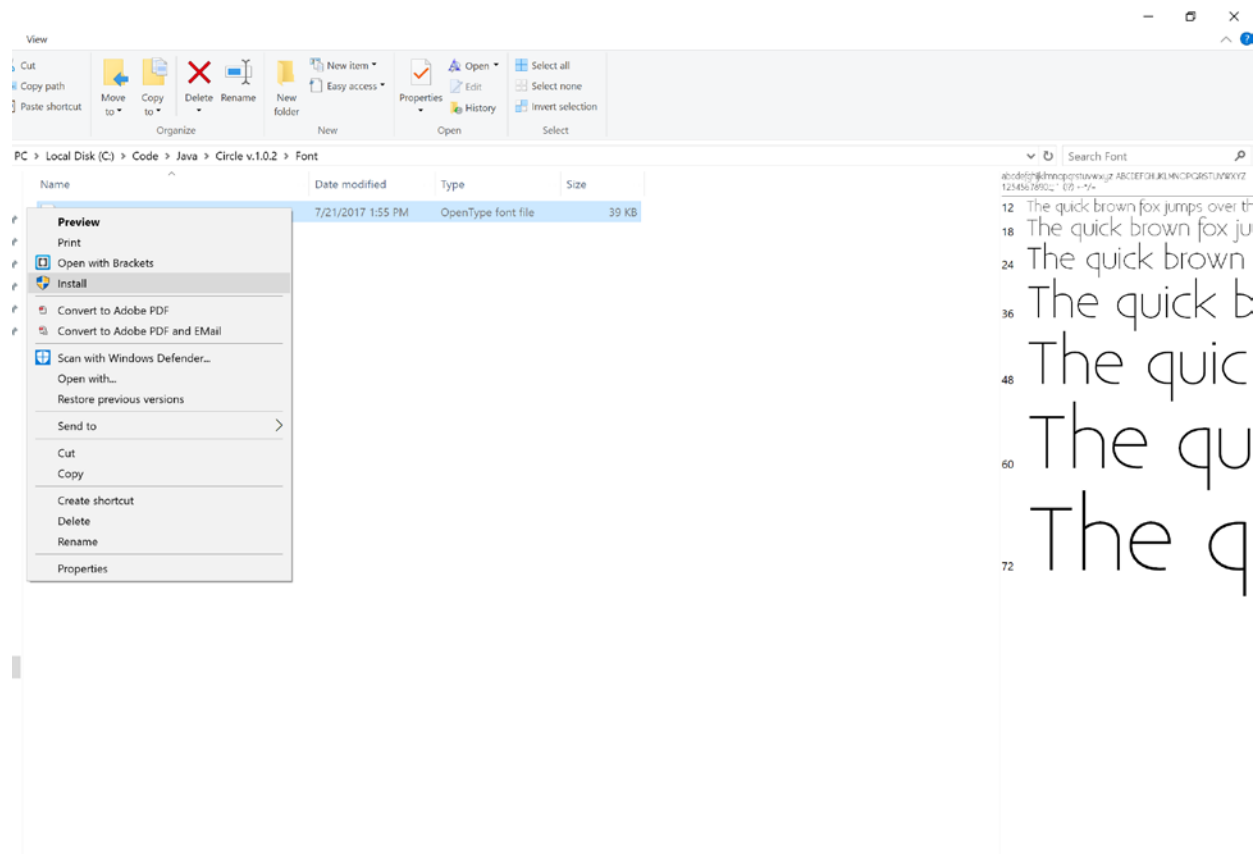 View
Cut
Copy path
Paste shortcut
Move to
Copy to
Delete
Rename
New folder
New item
Easy access
Properties
Open
Edit
History
Select all
Select none
Invert selection
Organize
New
Open
Select
PC > Local Disk (C:) > Code > Java > Circle v.1.0.2 > Font
Search Font
Name
Date modified
Type
Size
7/21/2017 1:55 PM
OpenType font file
39 KB
Preview
Print
Open with Brackets
Install
Convert to Adobe PDF
Convert to Adobe PDF and EMail
Scan with Windows Defender...
Open with...
Restore previous versions
Send to
Cut
Copy
Create shortcut
Delete
Rename
Properties
abcdefghijklmnopqrstuvwxyz ABCDEFGHIJKLMNOPQRSTUVWXYZ
12 The quick brown fox jumps over th
18 The quick brown fox ju
24 The quick brown
36 The quick b
48 The quic
60 The qu
72 The q